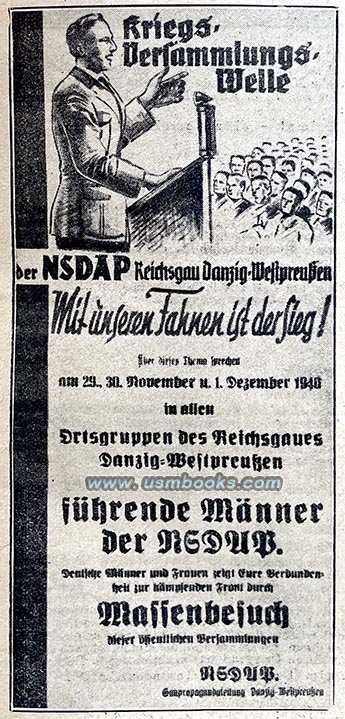 Kriegs-
Versammlungs-
Welle
der NSDAP Reichsgau Danzig-Westpreußen
Mit unseren Fahnen ist der Sieg!
Über dieses Thema sprechen
am 29., 30. November u. 1. Dezember 1940
in allen
Ortsgruppen des Reichsgaues
Danzig-Westpreußen
www.usmbooks.com
führende Männer
der NSDAP.
Deutsche Männer und Frauen zeigt Eure Verbunden-
heit zur kämpfenden Front durch
Massenbesuch
dieser öffentlichen Versammlungen
NSDAP.
Gaupropagandaleitung Danzig-Westpreußen